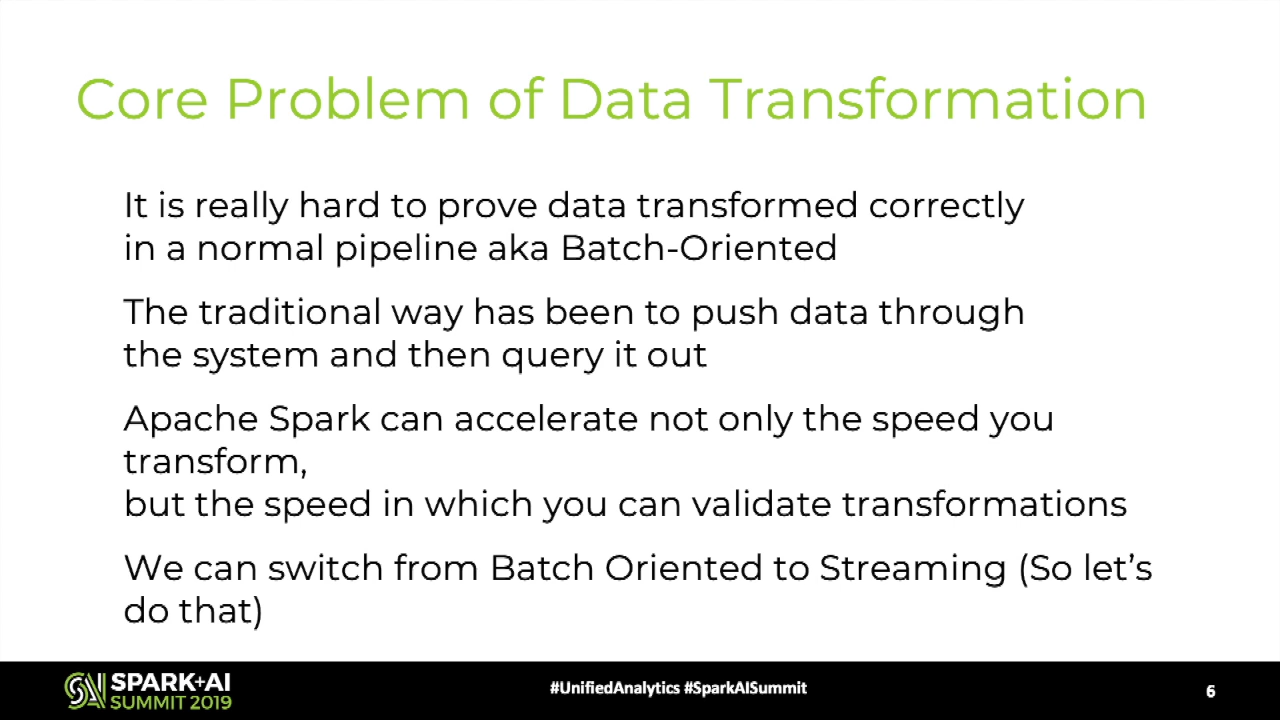 Core Problem of Data Transformation
It is really hard to prove data transformed correctly
in a normal pipeline aka Batch-Oriented
The traditional way has been to push data through
the system and then query it out
Apache Spark can accelerate not only the speed you
transform,
but the speed in which you can validate transformations
We can switch from Batch Oriented to Streaming (So let’s
do that)
SPARK+AI
SUMMIT 2019
#UnifiedAnalytics #SparkAISummit
6